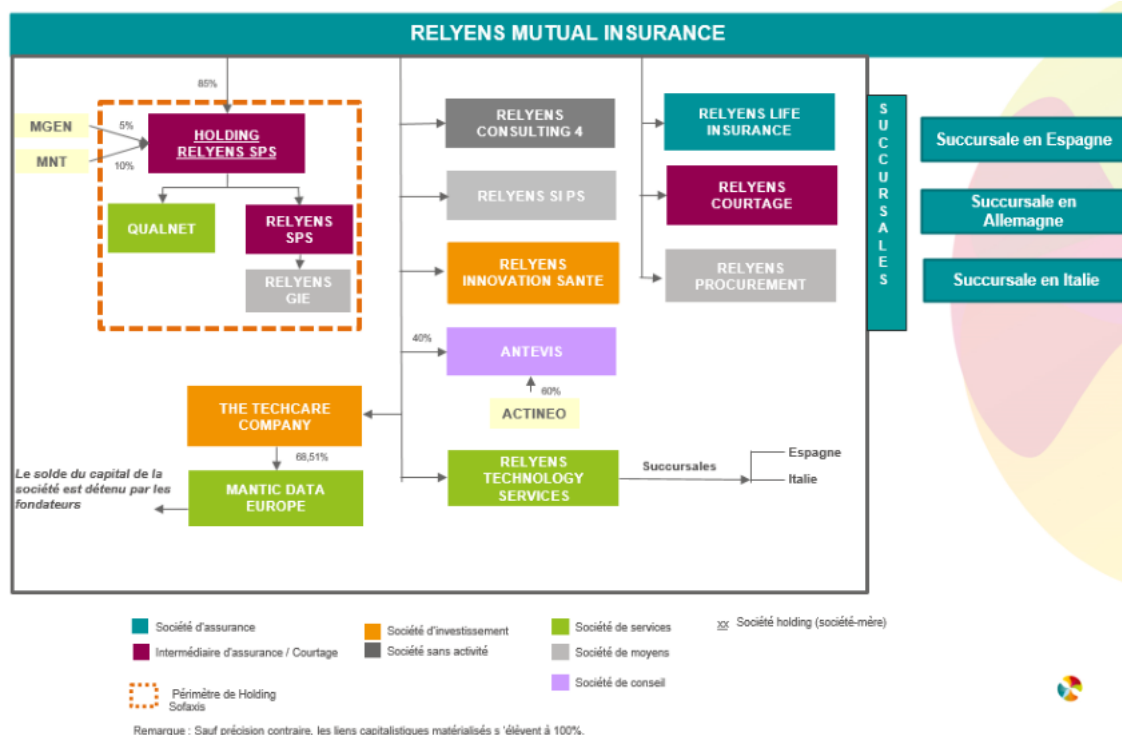 RELYENS MUTUAL INSURANCE
85%
MGEN
5%
MNT
10%
HOLDING
RELYENS SPS
QUALNET
RELYENS
SPS
RELYENS
GIE
RELYENS
CONSULTING 4
RELYENS SI PS
RELYENS
INNOVATION SANTE
40%
ANTEVIS
60%
ACTINEO
RELYENS LIFE
INSURANCE
RELYENS
COURTAGE
RELYENS
PROCUREMENT
SUCCURSALES
Succursale en Espagne
Succursale en
Allemagne
Succursale en Italie
THE TECHCARE
COMPANY
68,51%
Le solde du capital de la
société est détenu par les
fondateurs
MANTIC DATA
EUROPE
RELYENS
TECHNOLOGY
SERVICES
Succursales
Espagne
Italie
Société d'assurance
Intermédiaire d'assurance / Courtage
Périmètre de Holding
Sofaxis
Société d'investissement
Société sans activité
Société de services
Société de moyens
Société de conseil
xx Société holding (société-mère)
Remarque : Sauf précision contraire, les liens capitalistiques matérialisés s 'élèvent à 100%.